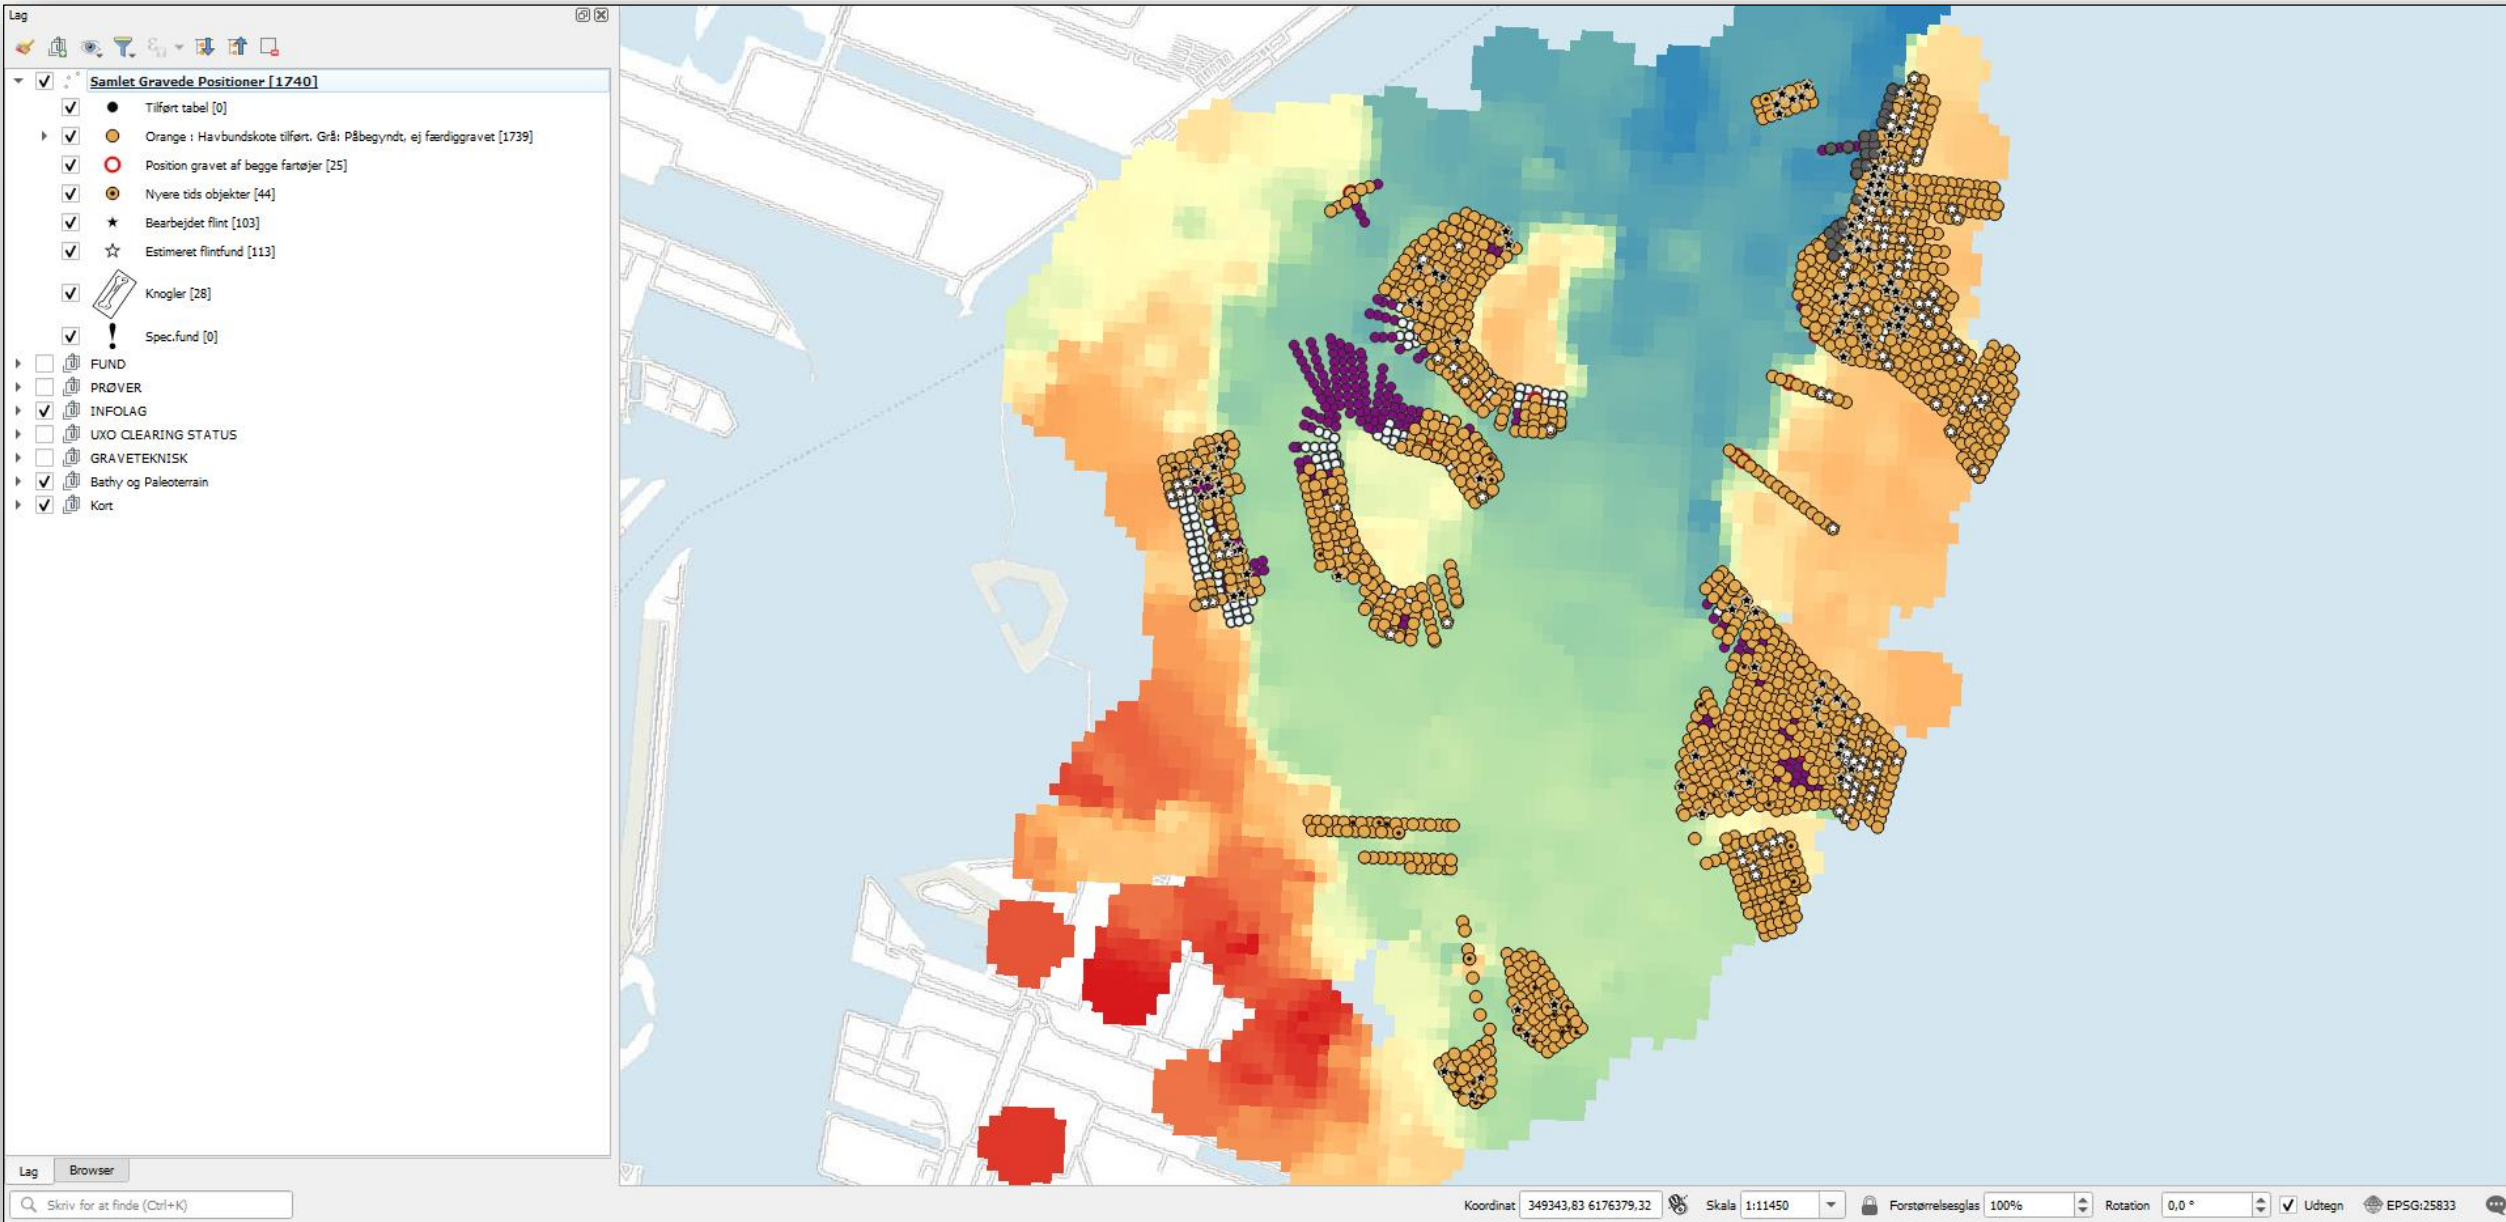 Lag
Samlet Gravede Positioner [1740]
Tilført tabel [0]
Orange : Havbundskote tilført. Grå: Påbegyndt, ej færdiggravet [1739]
Position gravet af begge fartøjer [25]
Nyere tids objekter [44]
Bearbejdet flint [103]
Estimeret flintfund [113]
Knogler [28]
Spec.fund [0]
FUND
PRØVER
INFOLAG
UXO CLEARING STATUS
GRAVETEKNISK
Bathy og Paleoterrain
Kort
Lag Browser
Skriv for at finde (Ctrl+K)
Koordinat 349343,83 6176379,32 Skala 1:11450 Forstørrelsesglas 100% Rotation 0,0 ° Udtegn EPSG:25833